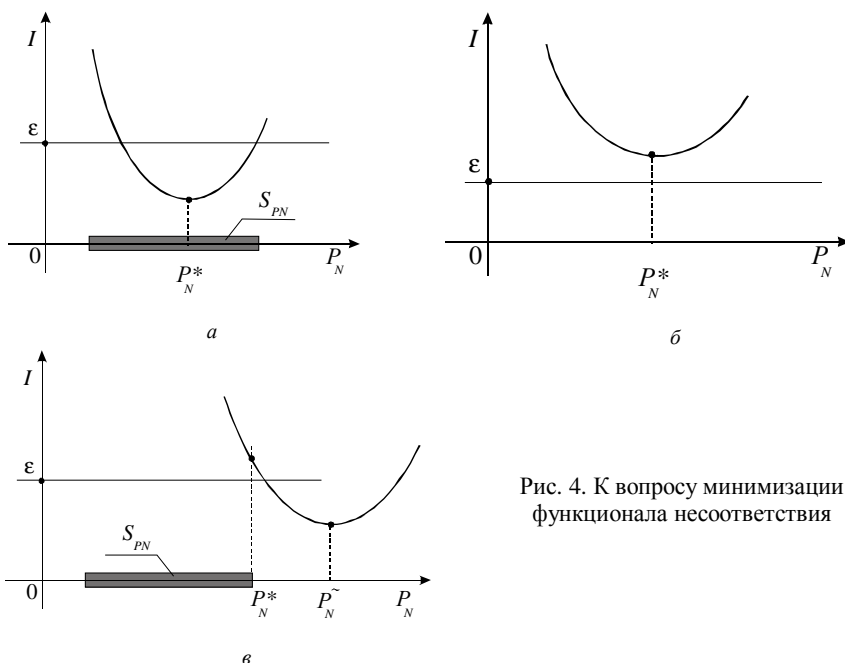 I
ε
S_PN
0
P_N*
P_N
а
I
ε
0
P_N*
P_N
б
I
ε
S_PN
0
P_N*
P_N~
P_N
в
Рис. 4. К вопросу минимизации
функционала несоответствия